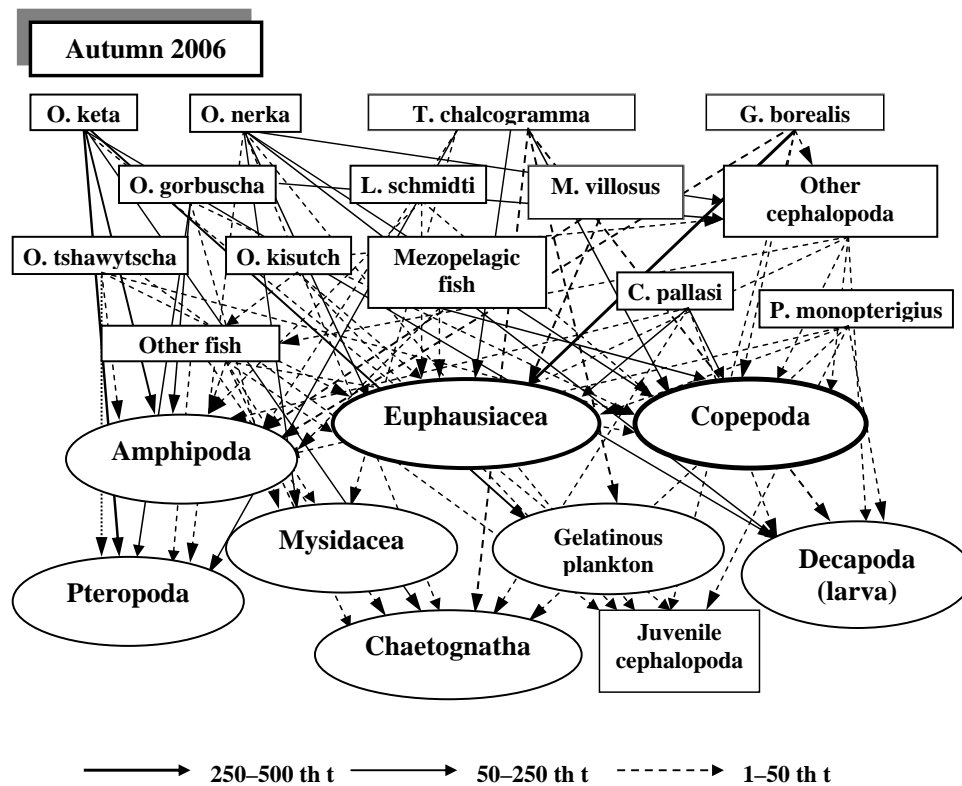 Autumn 2006
O. keta
O. nerka
T. chalcogramma
G. borealis
O. gorbuscha
L. schmidti
M. villosus
Other
cephalopoda
O. tshawytscha
O. kisutch
Mezopelagic
fish
C. pallasi
P. monopterigius
Other fish
Euphausiacea
Copepoda
Amphipoda
Mysidacea
Gelatinous
plankton
Decapoda
(larva)
Pteropoda
Chaetognatha
Juvenile
cephalopoda
250–500 th t
50–250 th t
1–50 th t